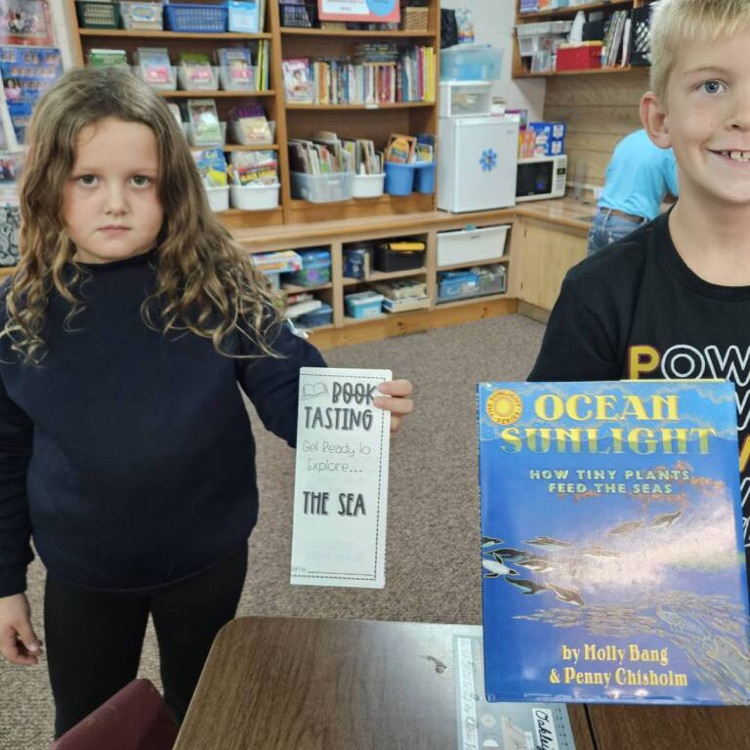 BOOK
TASTING
Get Ready to
Explore...
THE SEA
OCEAN
SUNLIGHT
HOW TINY PLANTS
FEED THE SEAS
by Molly Bang
& Penny Chisholm
POW